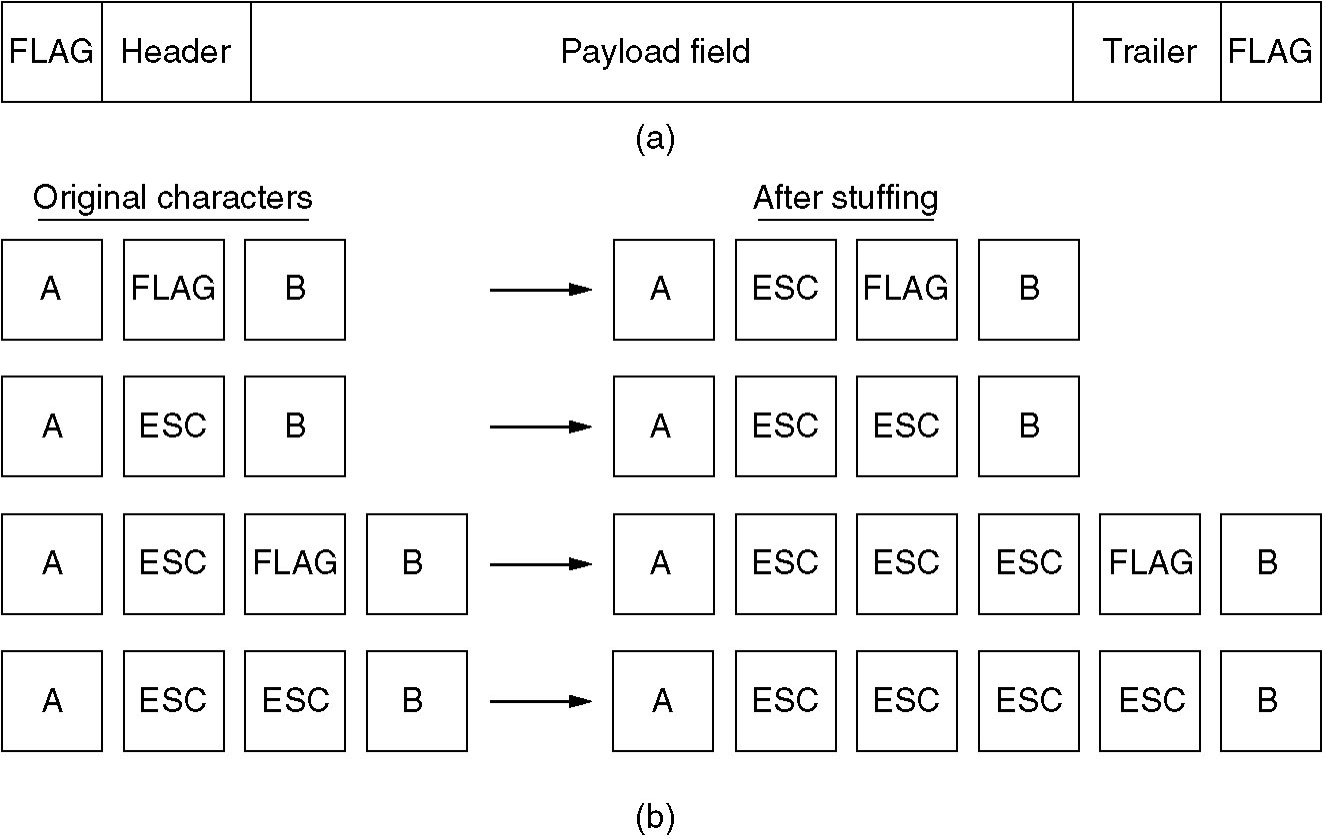 FLAG Header Payload field Trailer FLAG
(a)
Original characters After stuffing
A FLAG B A ESC FLAG B
A ESC B A ESC ESC B
A ESC FLAG B A ESC ESC ESC FLAG B
A ESC ESC B A ESC ESC ESC ESC B
(b)